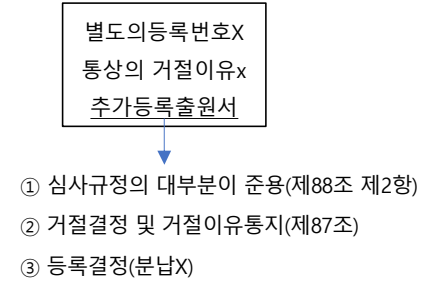 별도의등록번호X
통상의 거절이유x
추가등록출원서
① 심사규정의 대부분이 준용(제88조 제2항)
② 거절결정 및 거절이유통지(제87조)
③ 등록결정(분납X)